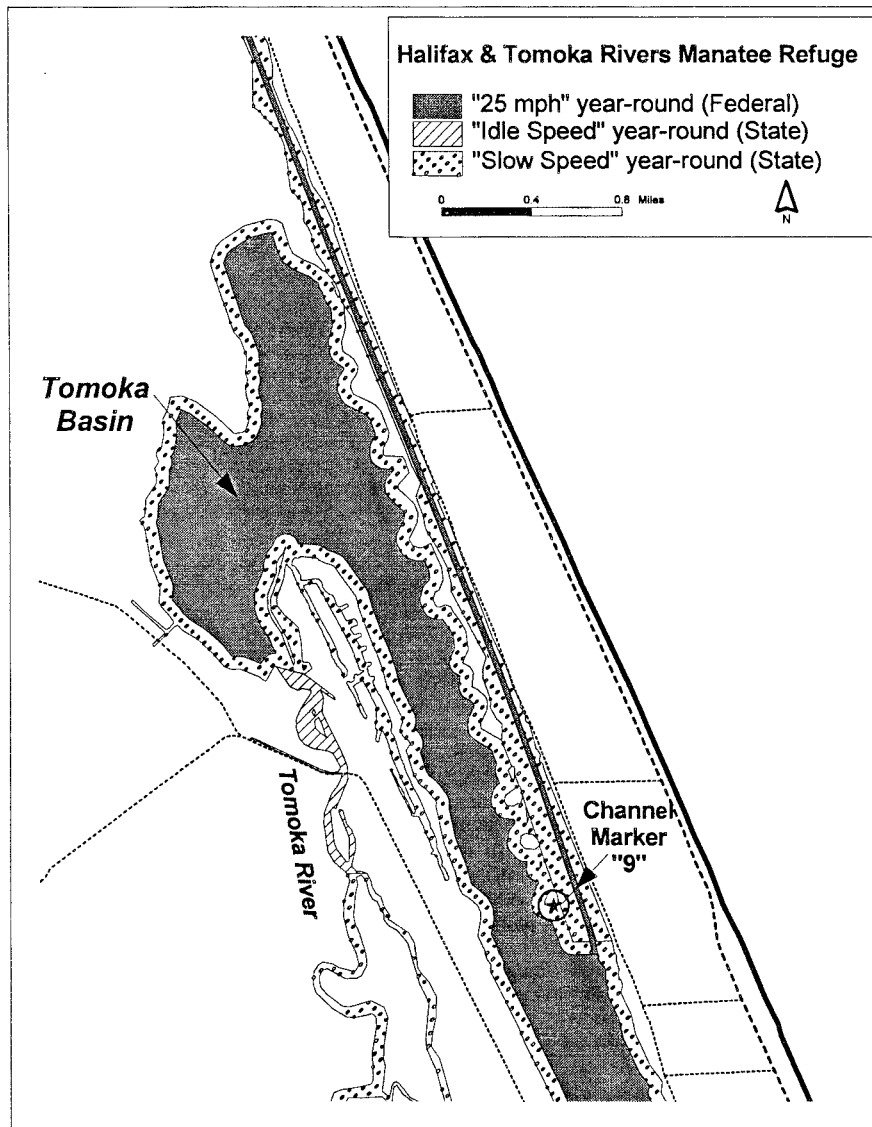 Halifax & Tomoka Rivers Manatee Refuge
"25 mph" year-round (Federal)
"Idle Speed" year-round (State)
"Slow Speed" year-round (State)
0 0.4 0.8 Miles
N
Tomoka
Basin
Tomoka River
Channel
Marker
"9"